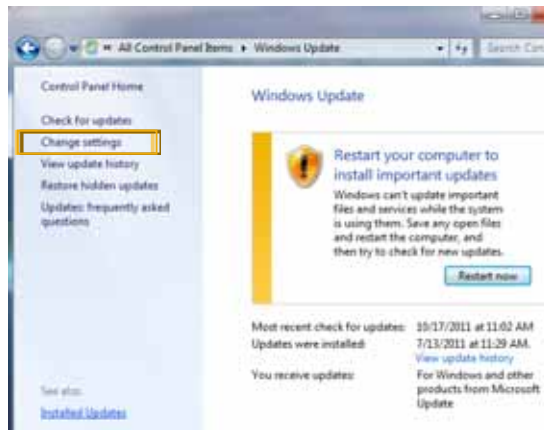 All Control Panel Items ▸ Windows Update
Search Con
Control Panel Home
Check for updates
Change settings
View update history
Restore hidden updates
Updates: frequently asked
questions
See also
Installed Updates
Windows Update
Restart your computer to
install important updates
Windows can't update important
files and services while the system
is using them. Save any open files
and restart the computer, and
then try to check for new updates.
Restart now
Most recent check for updates: 10/17/2011 at 11:02 AM
Updates were installed: 7/13/2011 at 11:29 AM.
View update history
You receive updates: For Windows and other
products from Microsoft
Update